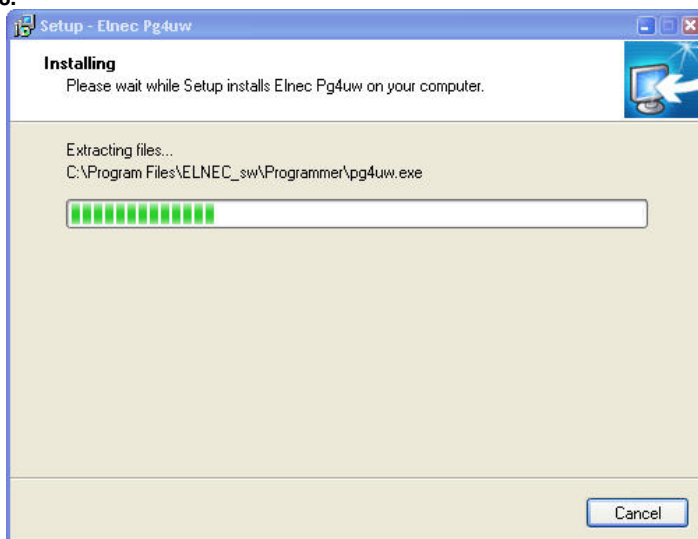 Setup - Elnec Pg4uw
Installing
Please wait while Setup installs Elnec Pg4uw on your computer.
Extracting files...
C:\Program Files\ELNEC_sw\Programmer\pg4uw.exe
Cancel